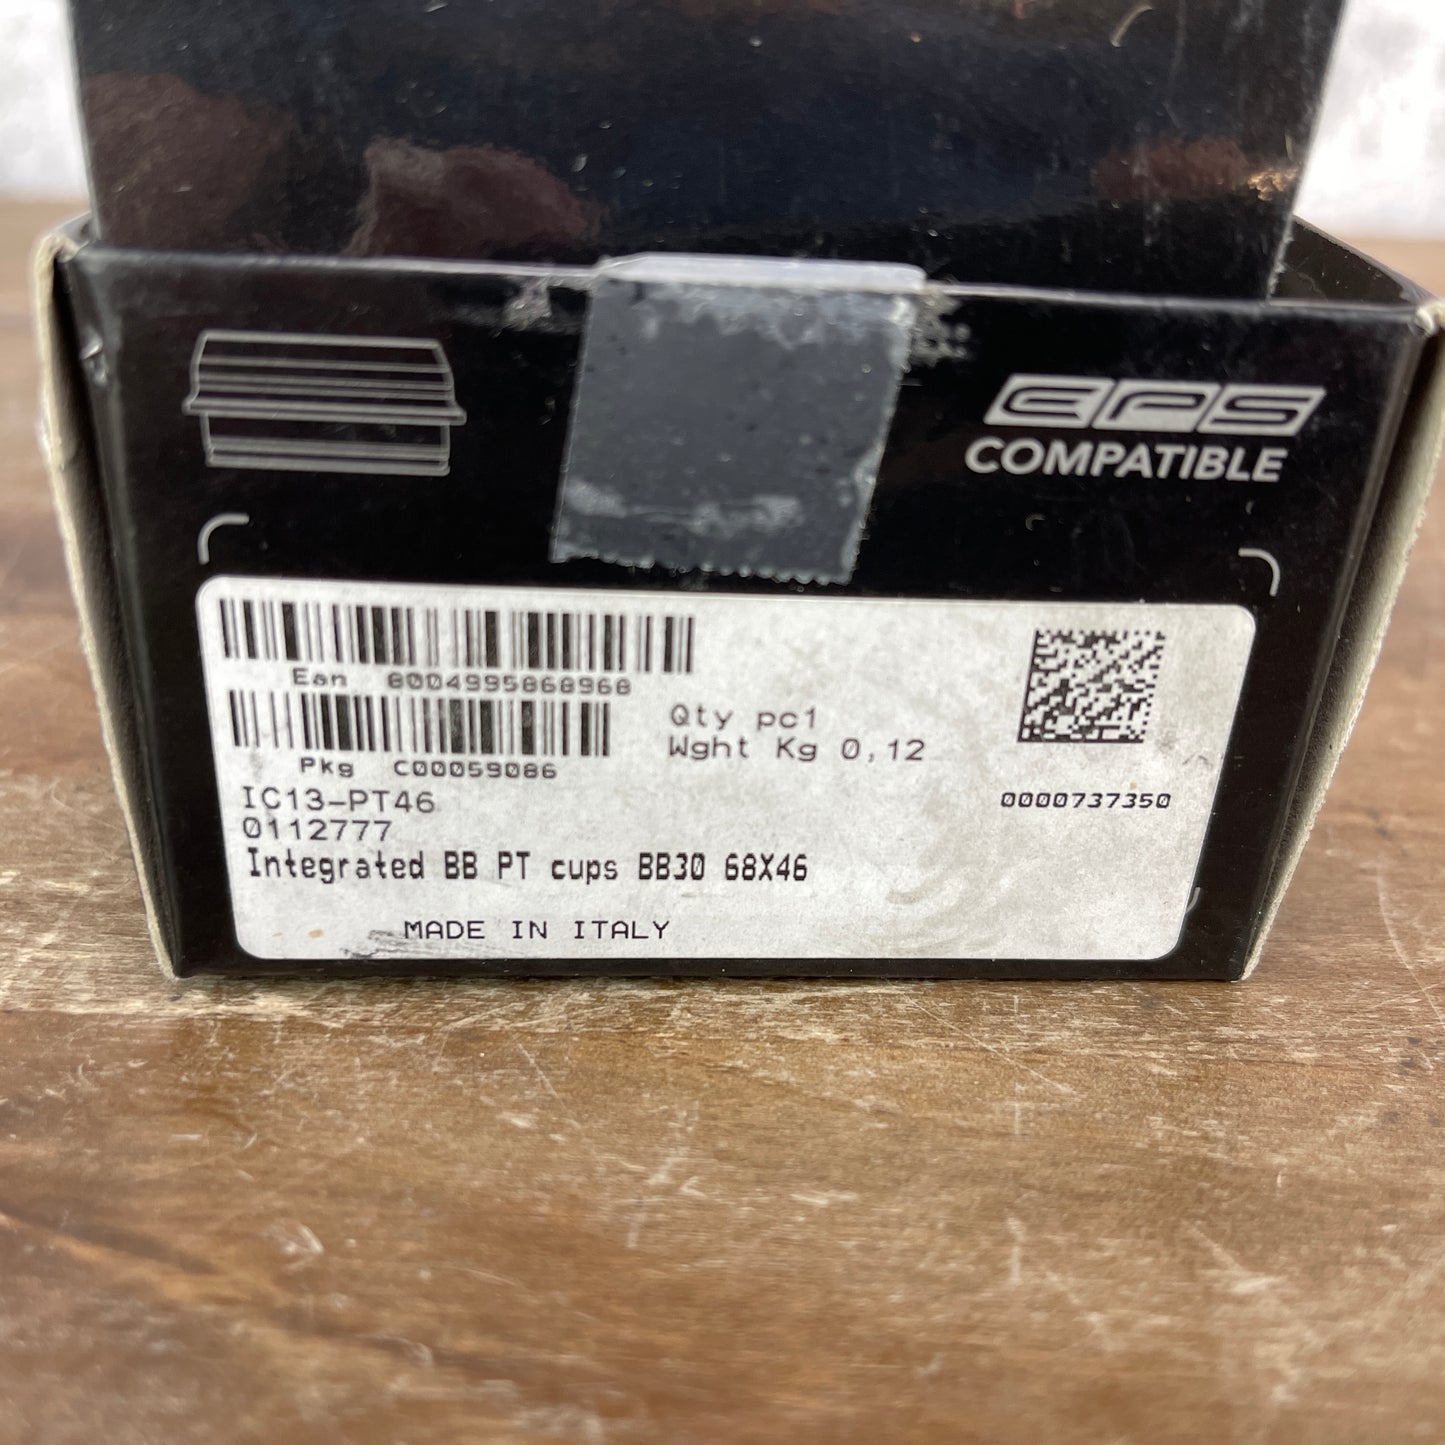 EPS
COMPATIBLE
Ean 8004995868968
Qty pc1
Wght Kg 0,12
Pkg C00059086
IC13-PT46
0000737350
0112777
Integrated BB PT cups BB30 68X46
MADE IN ITALY